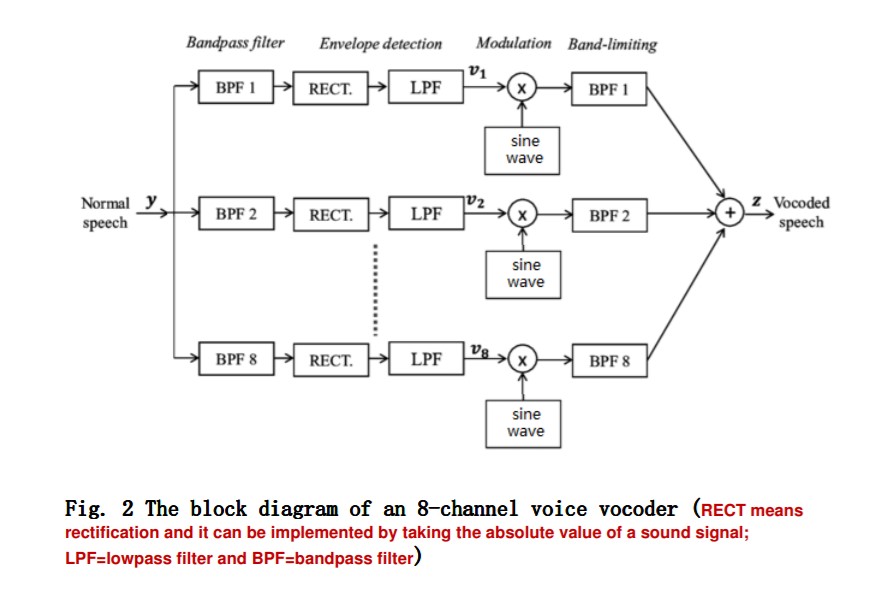 Bandpass filter Envelope detection Modulation Band-limiting
BPF 1 RECT. LPF v1 x BPF 1
sine
wave
Normal
speech
y
BPF 2 RECT. LPF v2 x BPF 2
+
z Vocoded
speech
sine
wave
BPF 8 RECT. LPF v8 x BPF 8
sine
wave
Fig. 2 The block diagram of an 8-channel voice vocoder (RECT means
rectification and it can be implemented by taking the absolute value of a sound signal;
LPF=lowpass filter and BPF=bandpass filter)